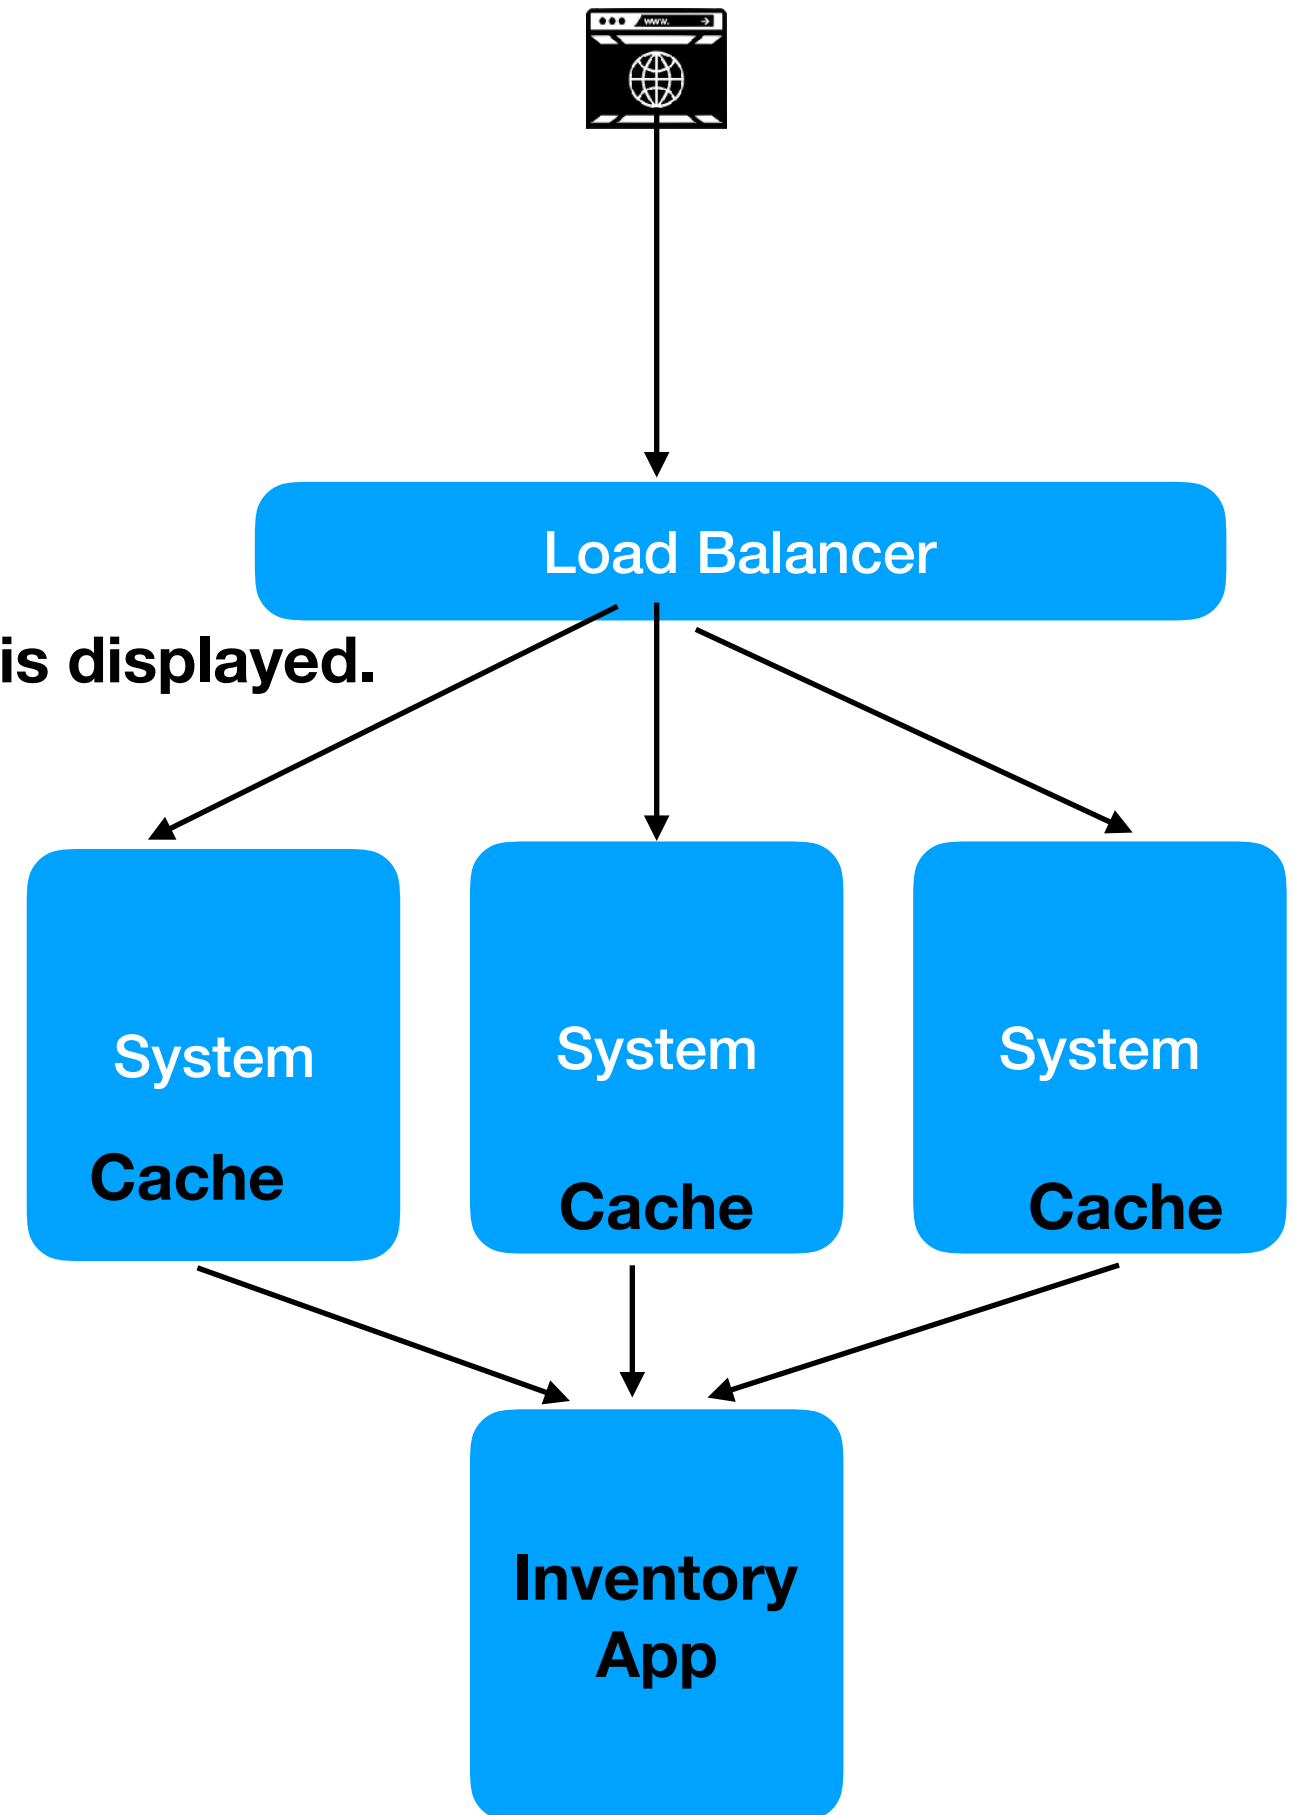 www.
Load Balancer
is displayed.
System
System
System
Cache
Cache
Cache
Inventory
App